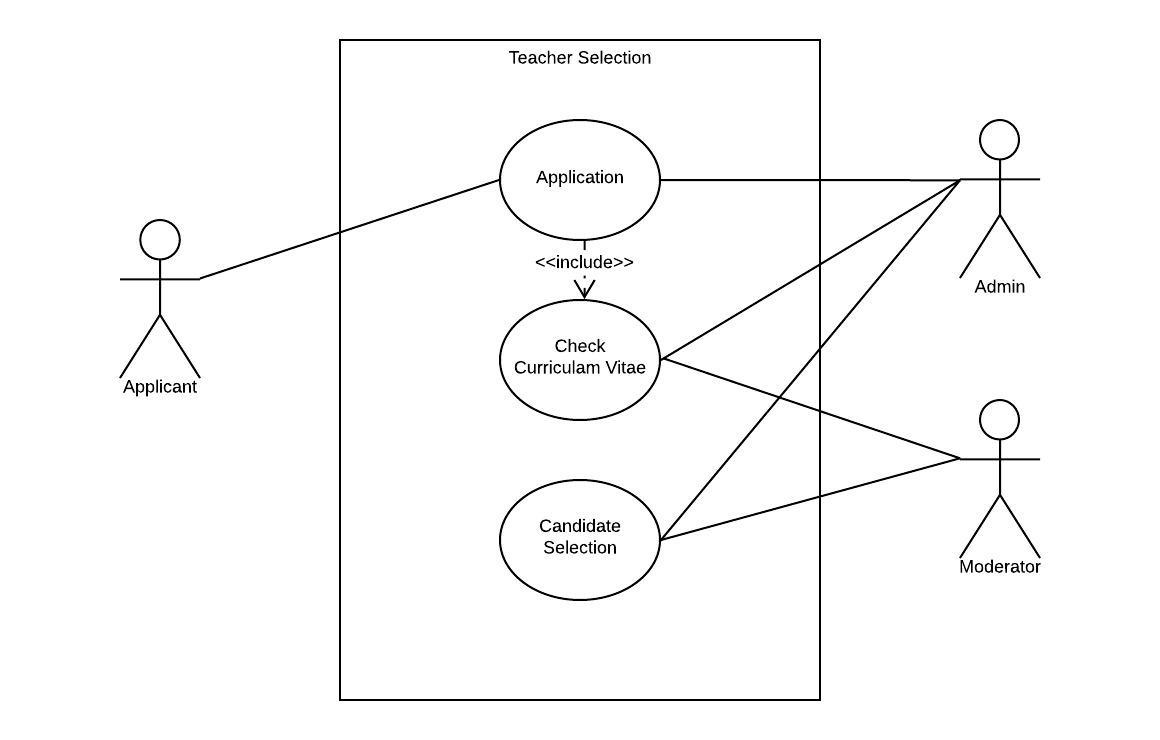 Teacher Selection
Application
<<include>>
Check
Curriculam Vitae
Candidate
Selection
Applicant
Admin
Moderator